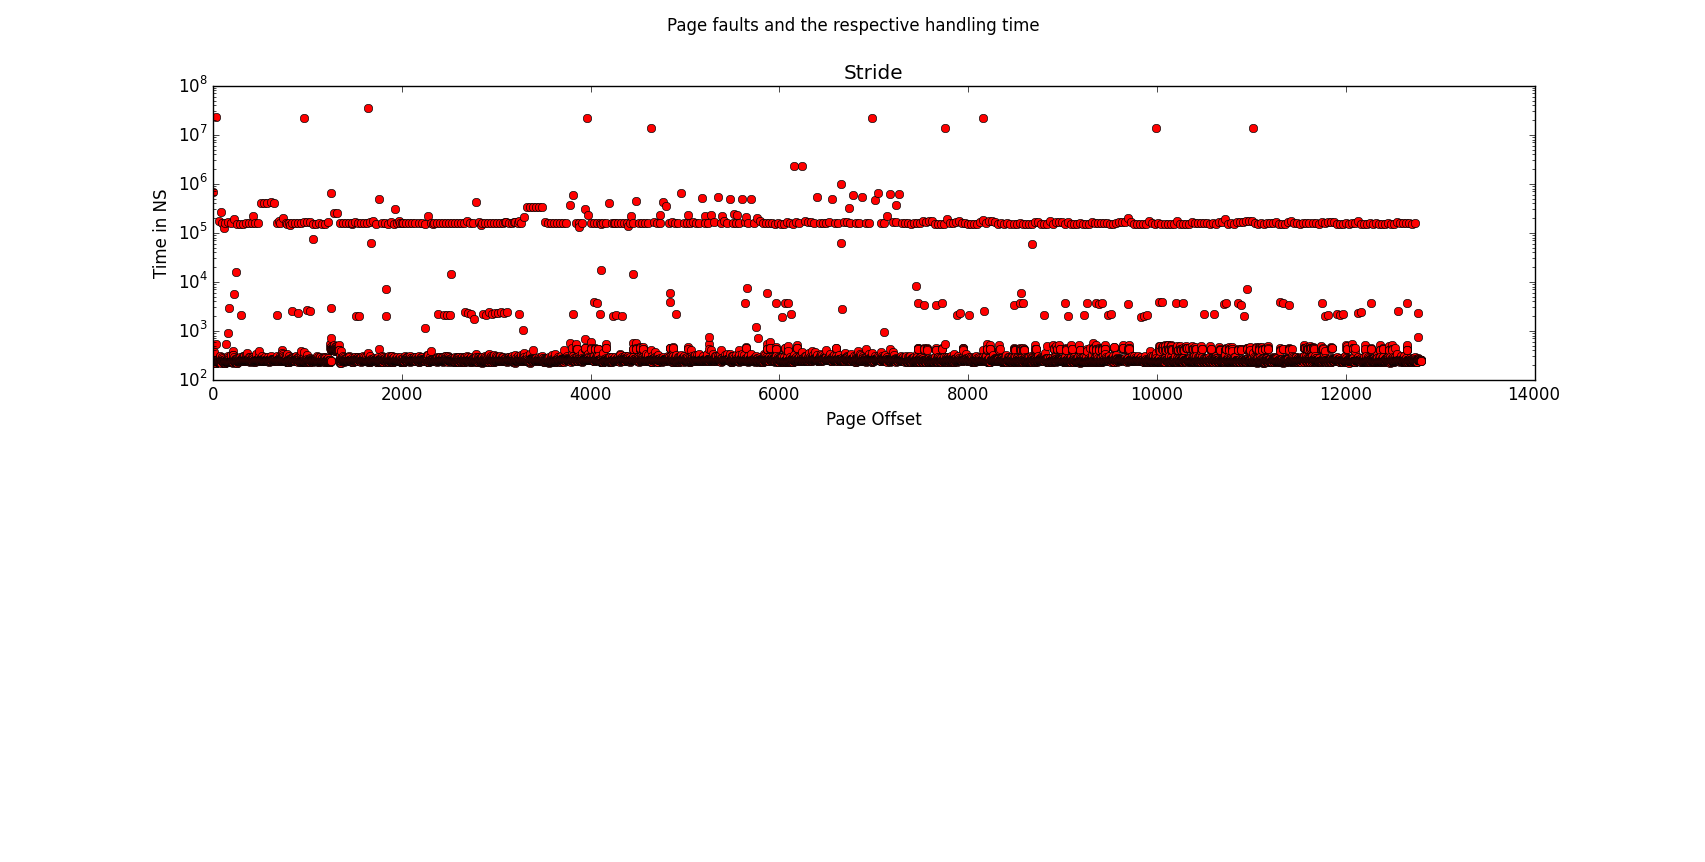 Page faults and the respective handling time
Stride
10^8
10^7
10^6
10^5
10^4
10^3
10^2
Time in NS
0 2000 4000 6000 8000 10000 12000 14000
Page Offset